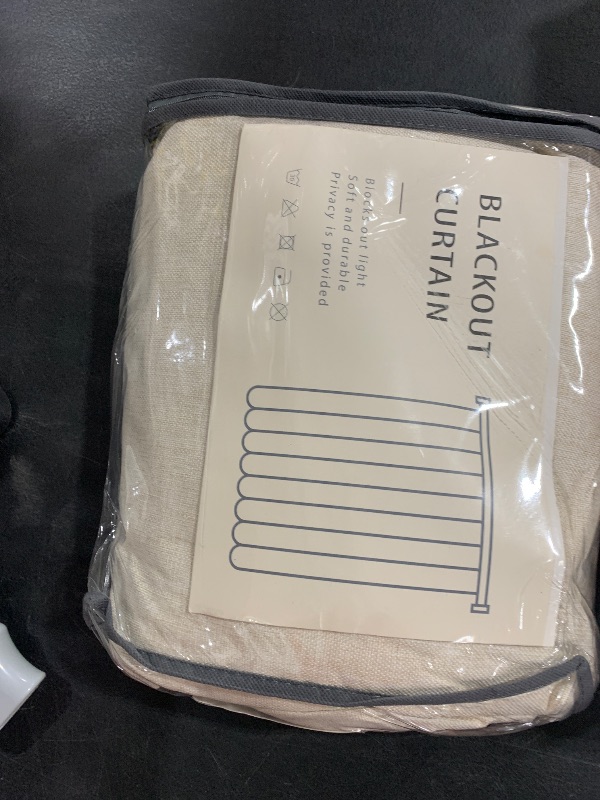 BLACKOUT
CURTAIN
Blocks out light
Soft and durable
Privacy is provided